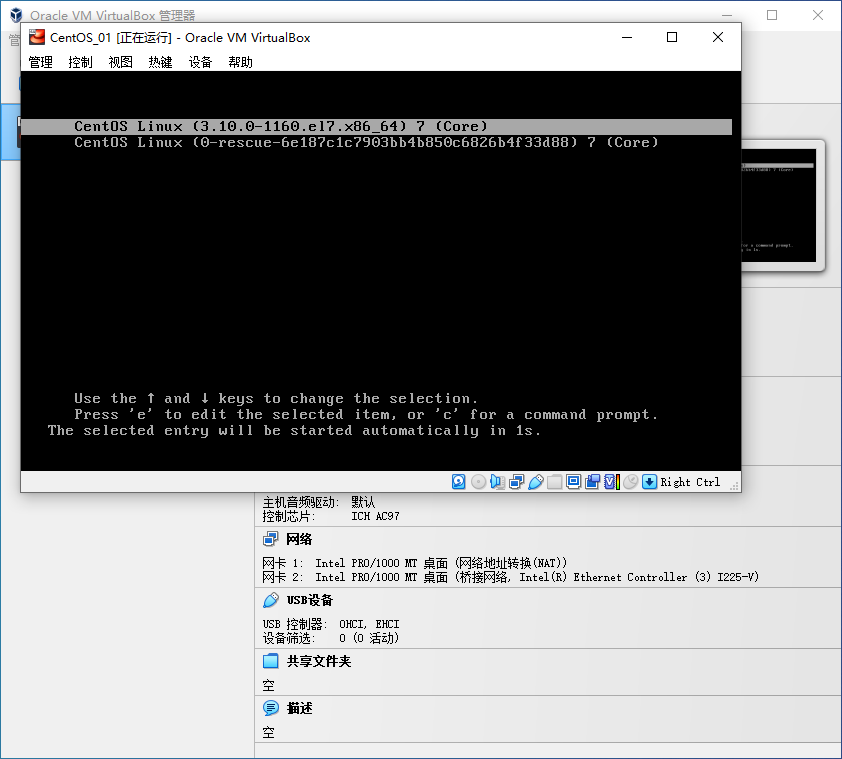 Oracle VM VirtualBox 管理器
CentOS_01 [正在运行] - Oracle VM VirtualBox
管理 控制 视图 热键 设备 帮助
CentOS Linux (3.10.0-1160.el7.x86_64) 7 (Core)
CentOS Linux (0-rescue-6e187c1c7903bb4b850c6826b4f33d88) 7 (Core)
Use the ↑ and ↓ keys to change the selection.
Press 'e' to edit the selected item, or 'c' for a command prompt.
The selected entry will be started automatically in 1s.
Right Ctrl
主机音频驱动: 默认
控制芯片: ICH AC97
网络
网卡 1: Intel PRO/1000 MT 桌面 (网络地址转换(NAT))
网卡 2: Intel PRO/1000 MT 桌面 (桥接网络, Intel(R) Ethernet Controller (3) I225-V)
USB设备
USB 控制器: OHCI, EHCI
设备筛选: 0 (0 活动)
共享文件夹
空
描述
空